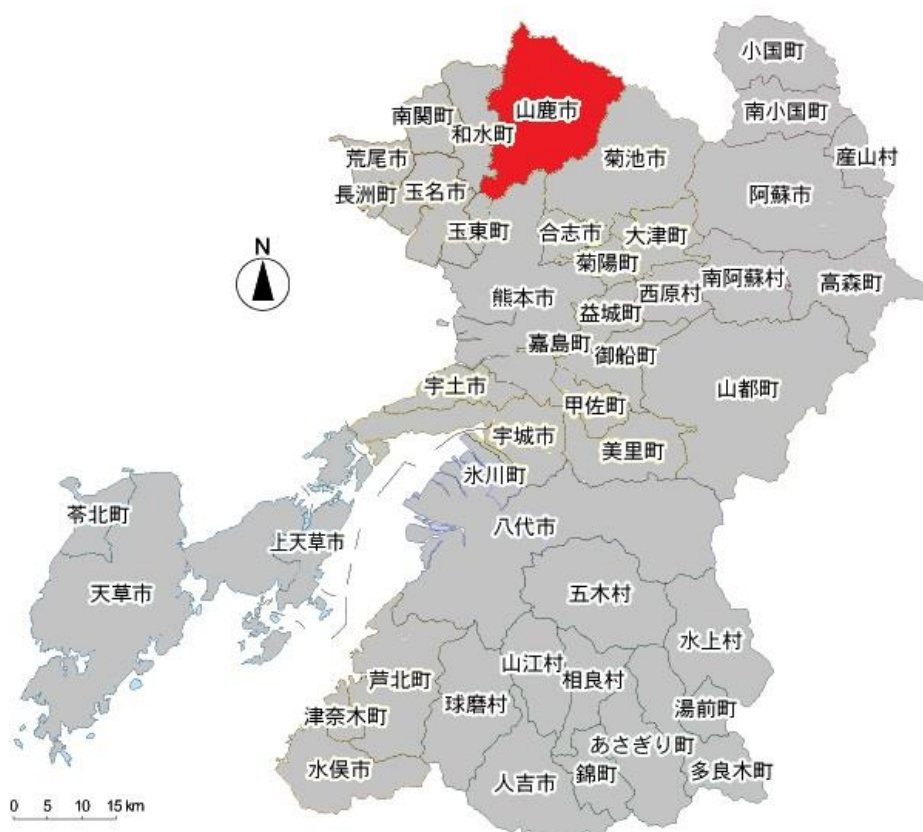 小国町
山鹿市
南小国町
南関町
和水町
荒尾市
菊池市
産山村
長洲町
玉名市
阿蘇市
玉東町
合志市
大津町
N
菊陽町
南阿蘇村
高森町
熊本市
西原村
益城町
嘉島町
御船町
宇土市
山都町
甲佐町
宇城市
美里町
氷川町
苓北町
八代市
上天草市
天草市
五木村
水上村
山江村
相良村
芦北町
球磨村
津奈木町
湯前町
あさぎり町
水俣市
人吉市
錦町
多良木町
0 5 10 15 km